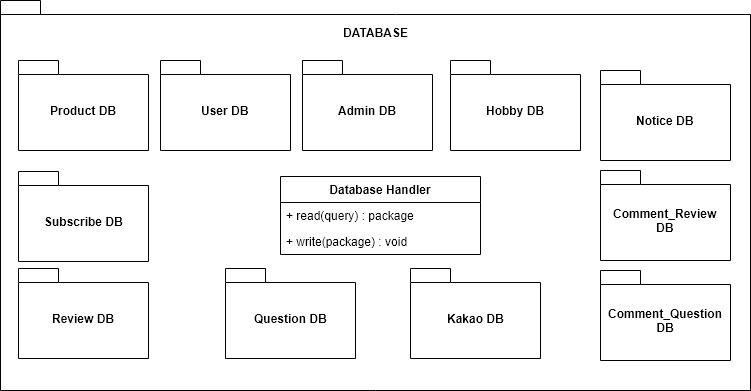 DATABASE
Product DB
User DB
Admin DB
Hobby DB
Notice DB
Subscribe DB
Database Handler
+ read(query) : package
+ write(package) : void
Comment_Review
DB
Review DB
Question DB
Kakao DB
Comment_Question
DB